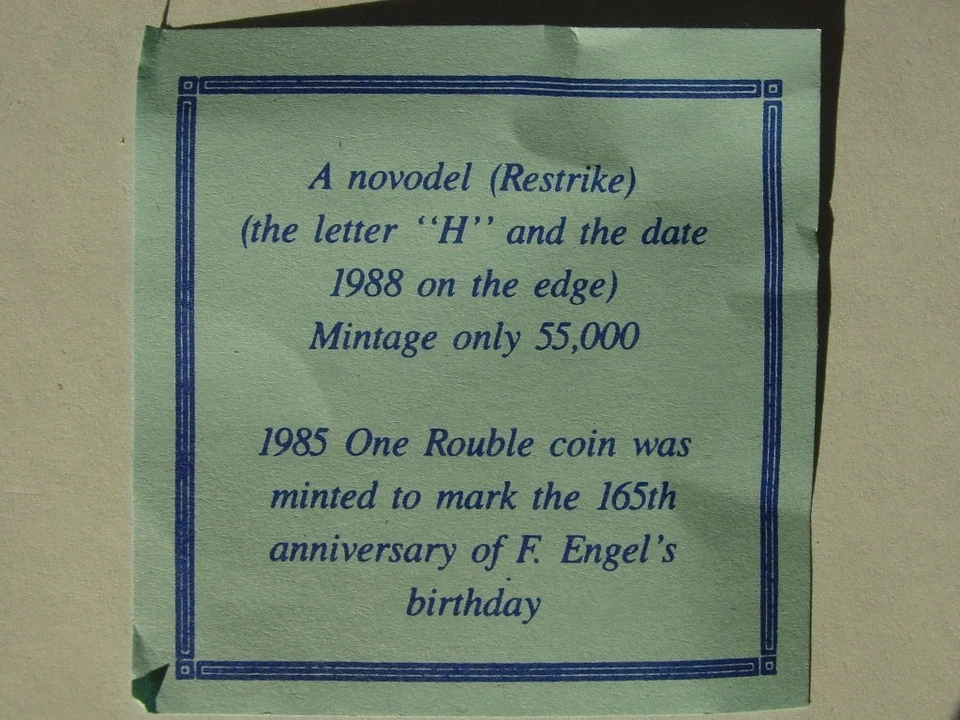 A novodel (Restrike)
(the letter “H” and the date
1988 on the edge)
Mintage only 55,000
1985 One Rouble coin was
minted to mark the 165th
anniversary of F. Engel's
birthday